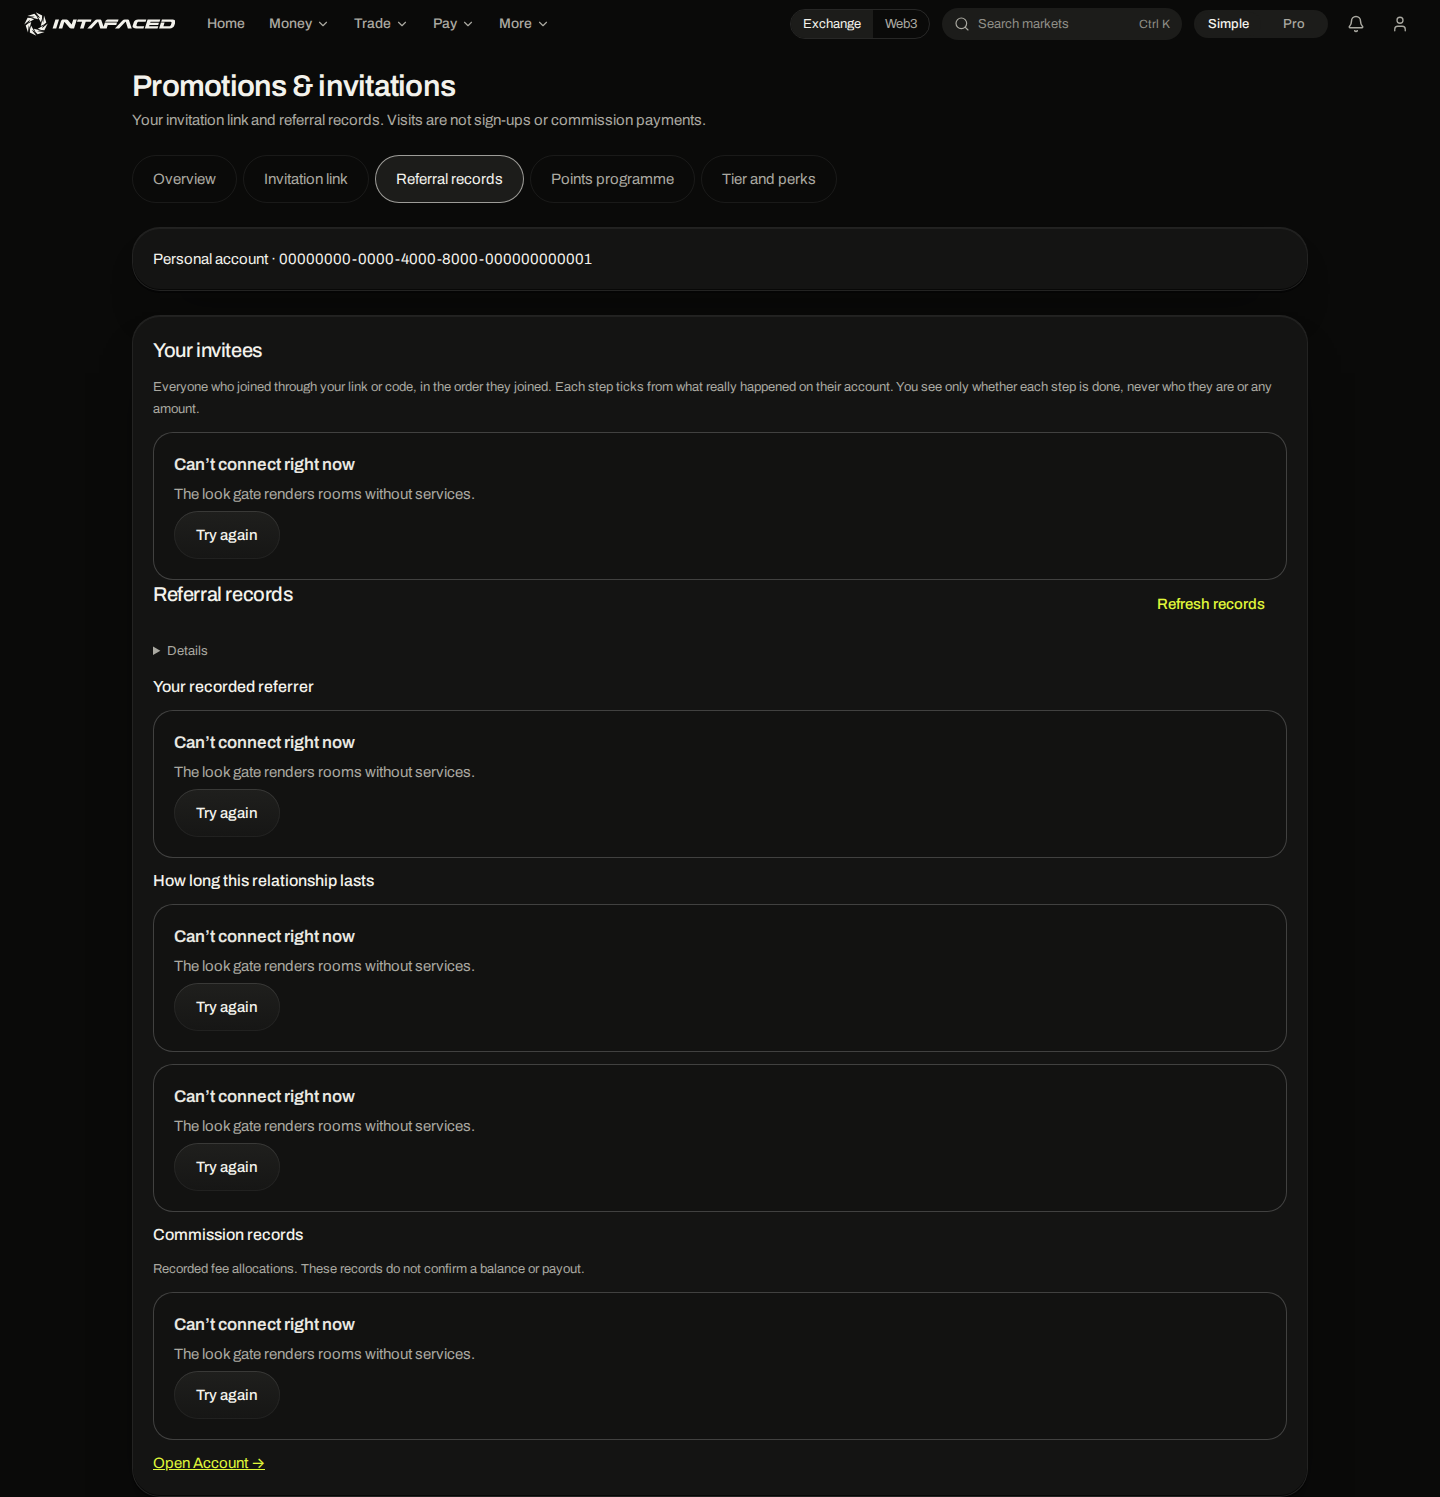 INTAFACED
Home
Money
Trade
Pay
More
Exchange
Web3
Search markets
Ctrl K
Simple
Pro
Promotions & invitations
Your invitation link and referral records. Visits are not sign-ups or commission payments.
Overview
Invitation link
Referral records
Points programme
Tier and perks
Personal account · 00000000-0000-4000-8000-000000000001
Your invitees
Everyone who joined through your link or code, in the order they joined. Each step ticks from what really happened on their account. You see only whether each step is done, never who they are or any
amount.
Can’t connect right now
The look gate renders rooms without services.
Try again
Referral records
Refresh records
Details
Your recorded referrer
Can’t connect right now
The look gate renders rooms without services.
Try again
How long this relationship lasts
Can’t connect right now
The look gate renders rooms without services.
Try again
Can’t connect right now
The look gate renders rooms without services.
Try again
Commission records
Recorded fee allocations. These records do not confirm a balance or payout.
Can’t connect right now
The look gate renders rooms without services.
Try again
Open Account →